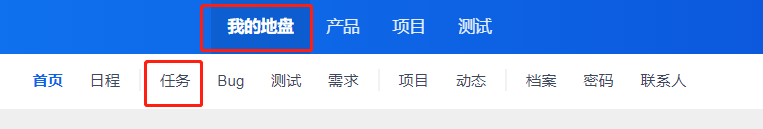 我的地盘 产品 项目 测试
首页 日程 任务 Bug 测试 需求 项目 动态 档案 密码 联系人